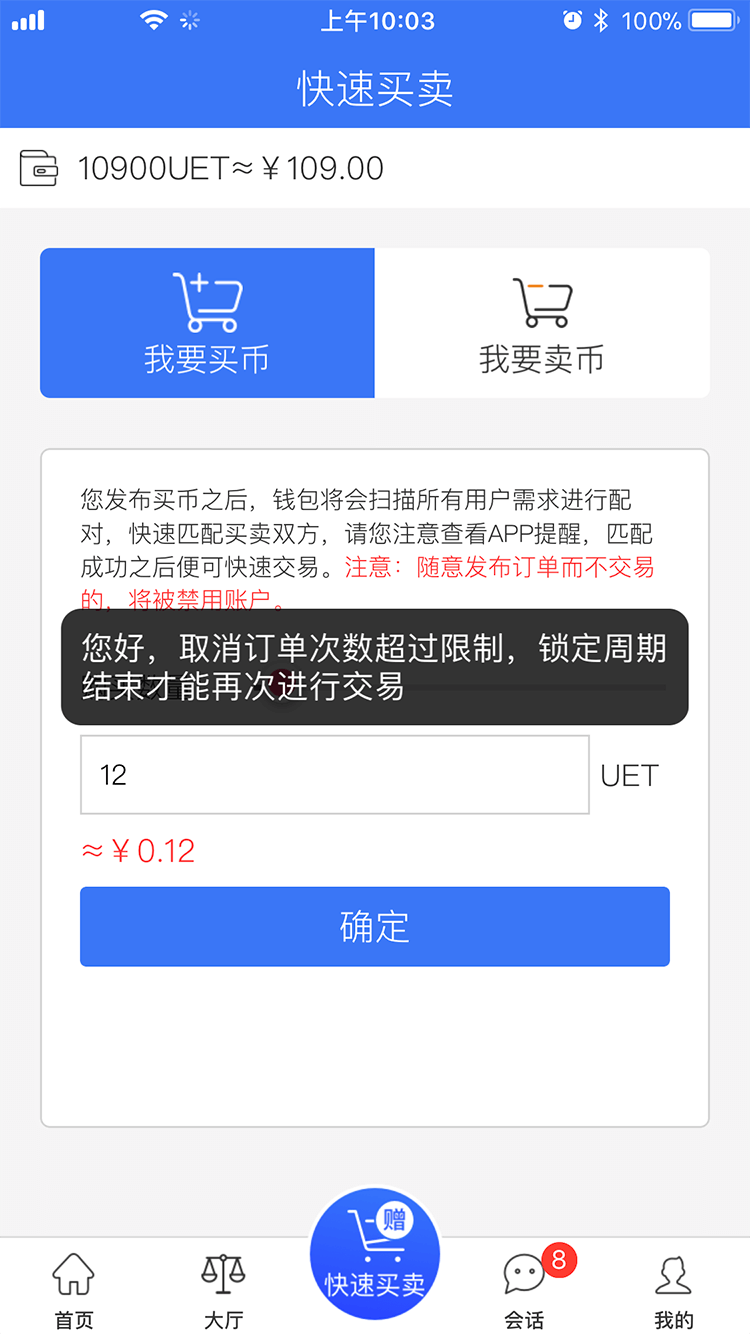 上午10:03
100%
快速买卖
10900UET≈￥109.00
我要买币
我要卖币
您发布买币之后，钱包将会扫描所有用户需求进行配
对，快速匹配买卖双方，请您注意查看APP提醒，匹配
成功之后便可快速交易。注意：随意发布订单而不交易
的，将被禁用账户。
您好，取消订单次数超过限制，锁定周期
结束才能再次进行交易
12
UET
≈￥0.12
确定
赠
快速买卖
8
首页
大厅
会话
我的